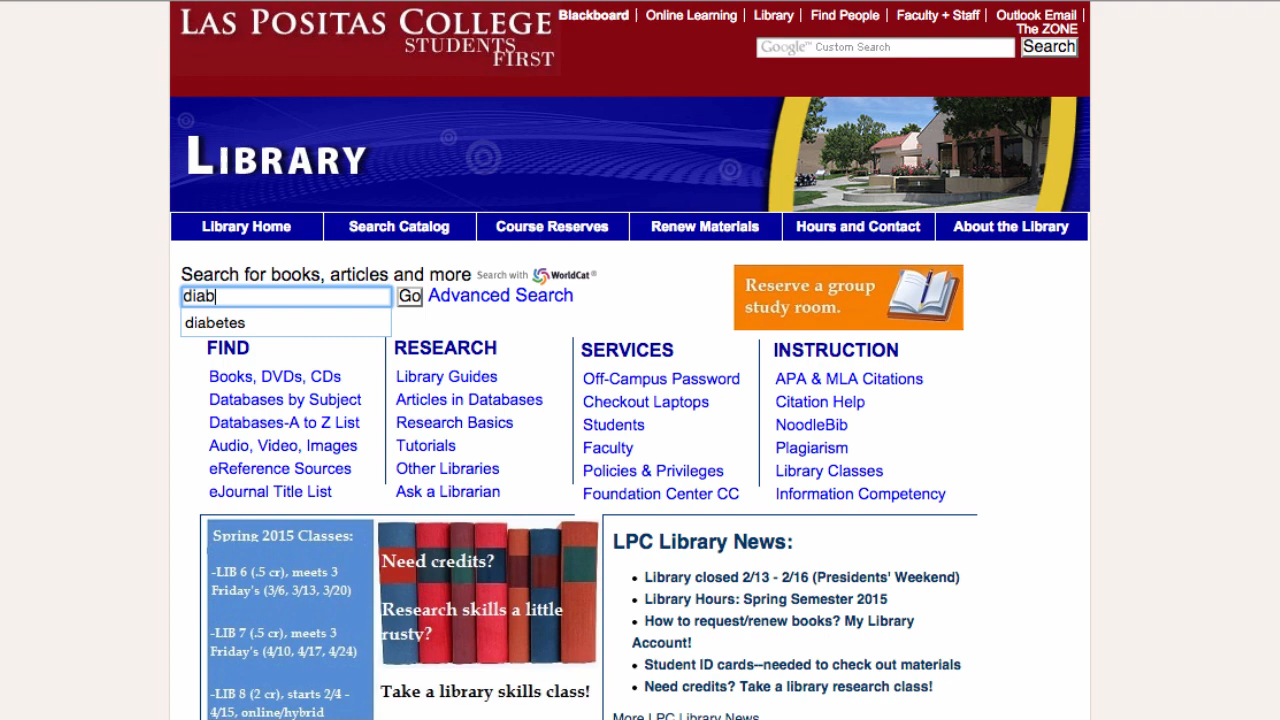 LAS POSITAS COLLEGE
STUDENTS
FIRST
Blackboard | Online Learning | Library | Find People | Faculty + Staff | Outlook Email |
The ZONE
Google™ Custom Search
Search
LIBRARY
Library Home
Search Catalog
Course Reserves
Renew Materials
Hours and Contact
About the Library
Search for books, articles and more Search with WorldCat®
diab Go Advanced Search
diabetes
Reserve a group
study room.
FIND
Books, DVDs, CDs
Databases by Subject
Databases-A to Z List
Audio, Video, Images
eReference Sources
eJournal Title List
RESEARCH
Library Guides
Articles in Databases
Research Basics
Tutorials
Other Libraries
Ask a Librarian
SERVICES
Off-Campus Password
Checkout Laptops
Students
Faculty
Policies & Privileges
Foundation Center CC
INSTRUCTION
APA & MLA Citations
Citation Help
NoodleBib
Plagiarism
Library Classes
Information Competency
Spring 2015 Classes:
-LIB 6 (.5 cr), meets 3
Friday's (3/6, 3/13, 3/20)
-LIB 7 (.5 cr), meets 3
Friday's (4/10, 4/17, 4/24)
-LIB 8 (2 cr), starts 2/4 -
4/15, online/hybrid
Need credits?
Research skills a little
rusty?
Take a library skills class!
LPC Library News:
• Library closed 2/13 - 2/16 (Presidents' Weekend)
• Library Hours: Spring Semester 2015
• How to request/renew books? My Library
Account!
• Student ID cards--needed to check out materials
• Need credits? Take a library research class!
More LPC Library News